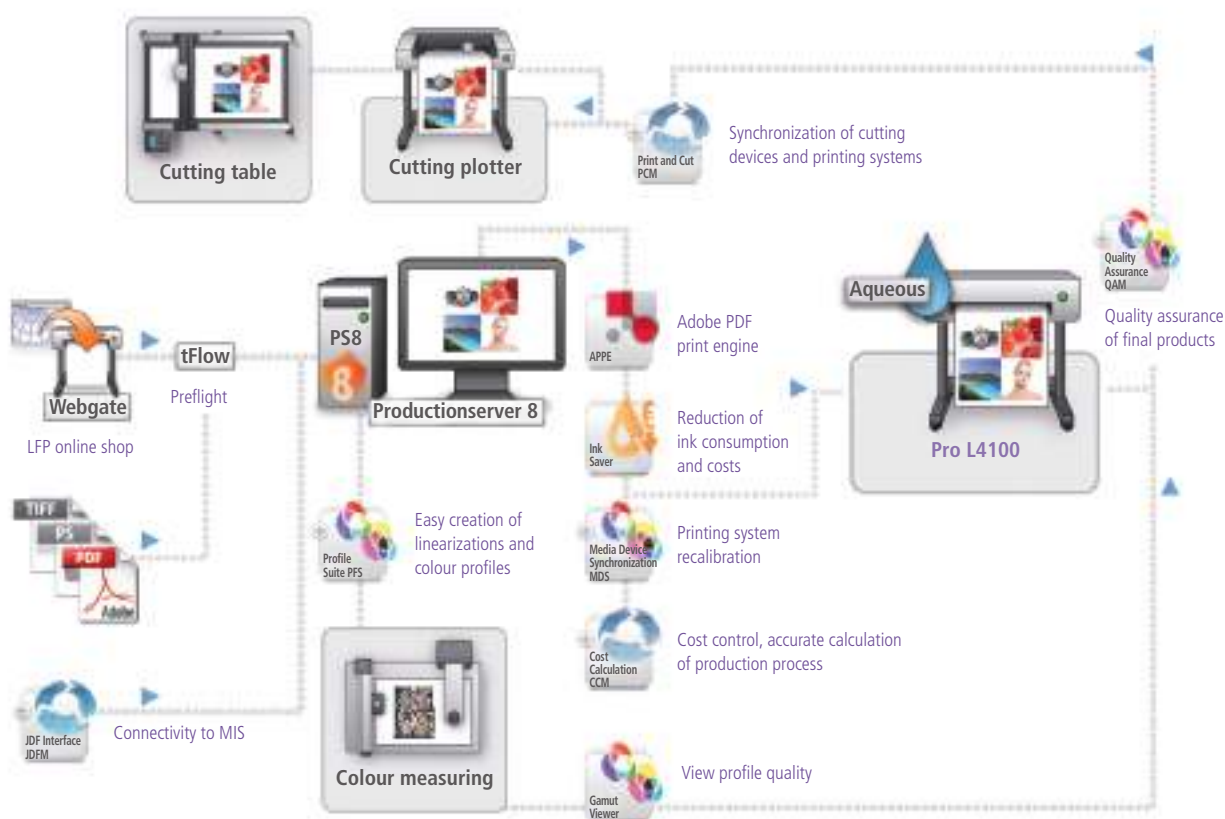 Cutting table
Cutting plotter
Print and Cut
PCM
Synchronization of cutting
devices and printing systems
Quality
Assurance
QAM
Quality assurance
of final products
Aqueous
Pro L4100
PS8
8
Productionserver 8
APPE
Adobe PDF
print engine
tFlow
Preflight
Webgate
LFP online shop
Ink
Saver
Reduction of
ink consumption
and costs
TIFF
PS
PDF
Adobe
Profile
Suite PFS
Easy creation of
linearizations and
colour profiles
Media Device
Synchronization
MDS
Printing system
recalibration
Cost
Calculation
CCM
Cost control, accurate calculation
of production process
JDF Interface
JDFM
Connectivity to MIS
Colour measuring
Gamut
Viewer
View profile quality